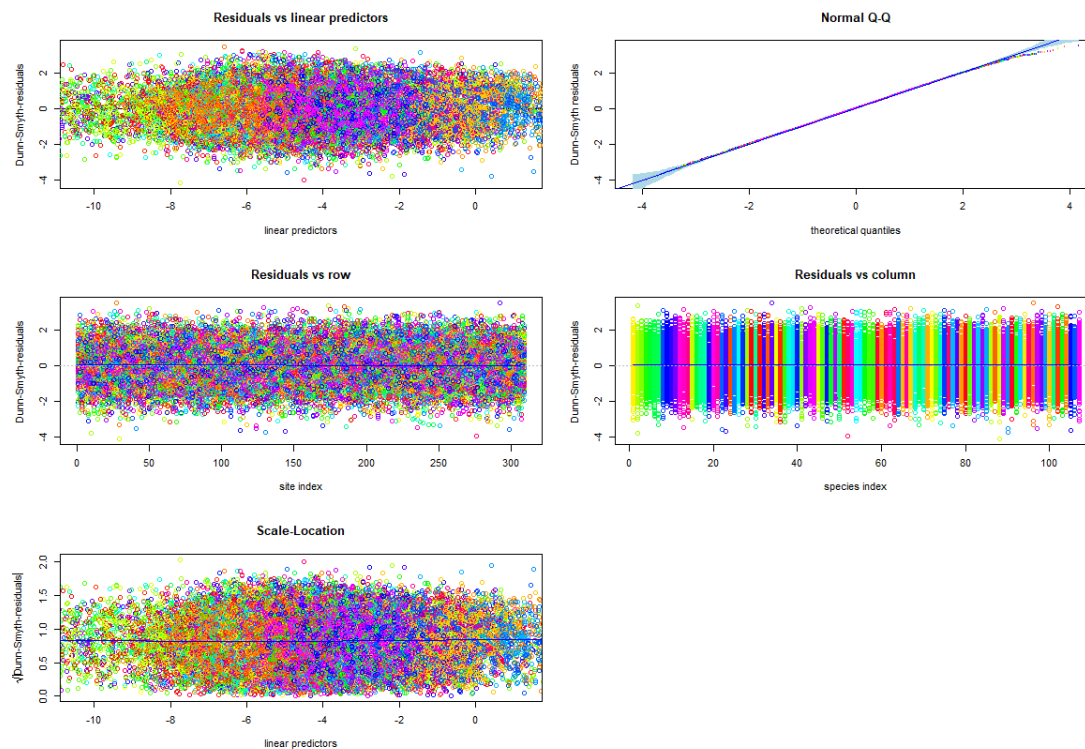 Residuals vs linear predictors
Dunn-Smyth-residuals
2
0
-2
-4
-10 -8 -6 -4 -2 0
linear predictors
Normal Q-Q
Dunn-Smyth residuals
2
0
-2
-4
-4 -2 0 2 4
theoretical quantiles
Residuals vs row
Dunn-Smyth-residuals
2
0
-2
-4
0 50 100 150 200 250 300
site index
Residuals vs column
Dunn-Smyth-residuals
2
0
-2
-4
0 20 40 60 80 100
species index
Scale-Location
√|Dunn-Smyth-residuals|
2.0
1.5
1.0
0.5
0.0
-10 -8 -6 -4 -2 0
linear predictors